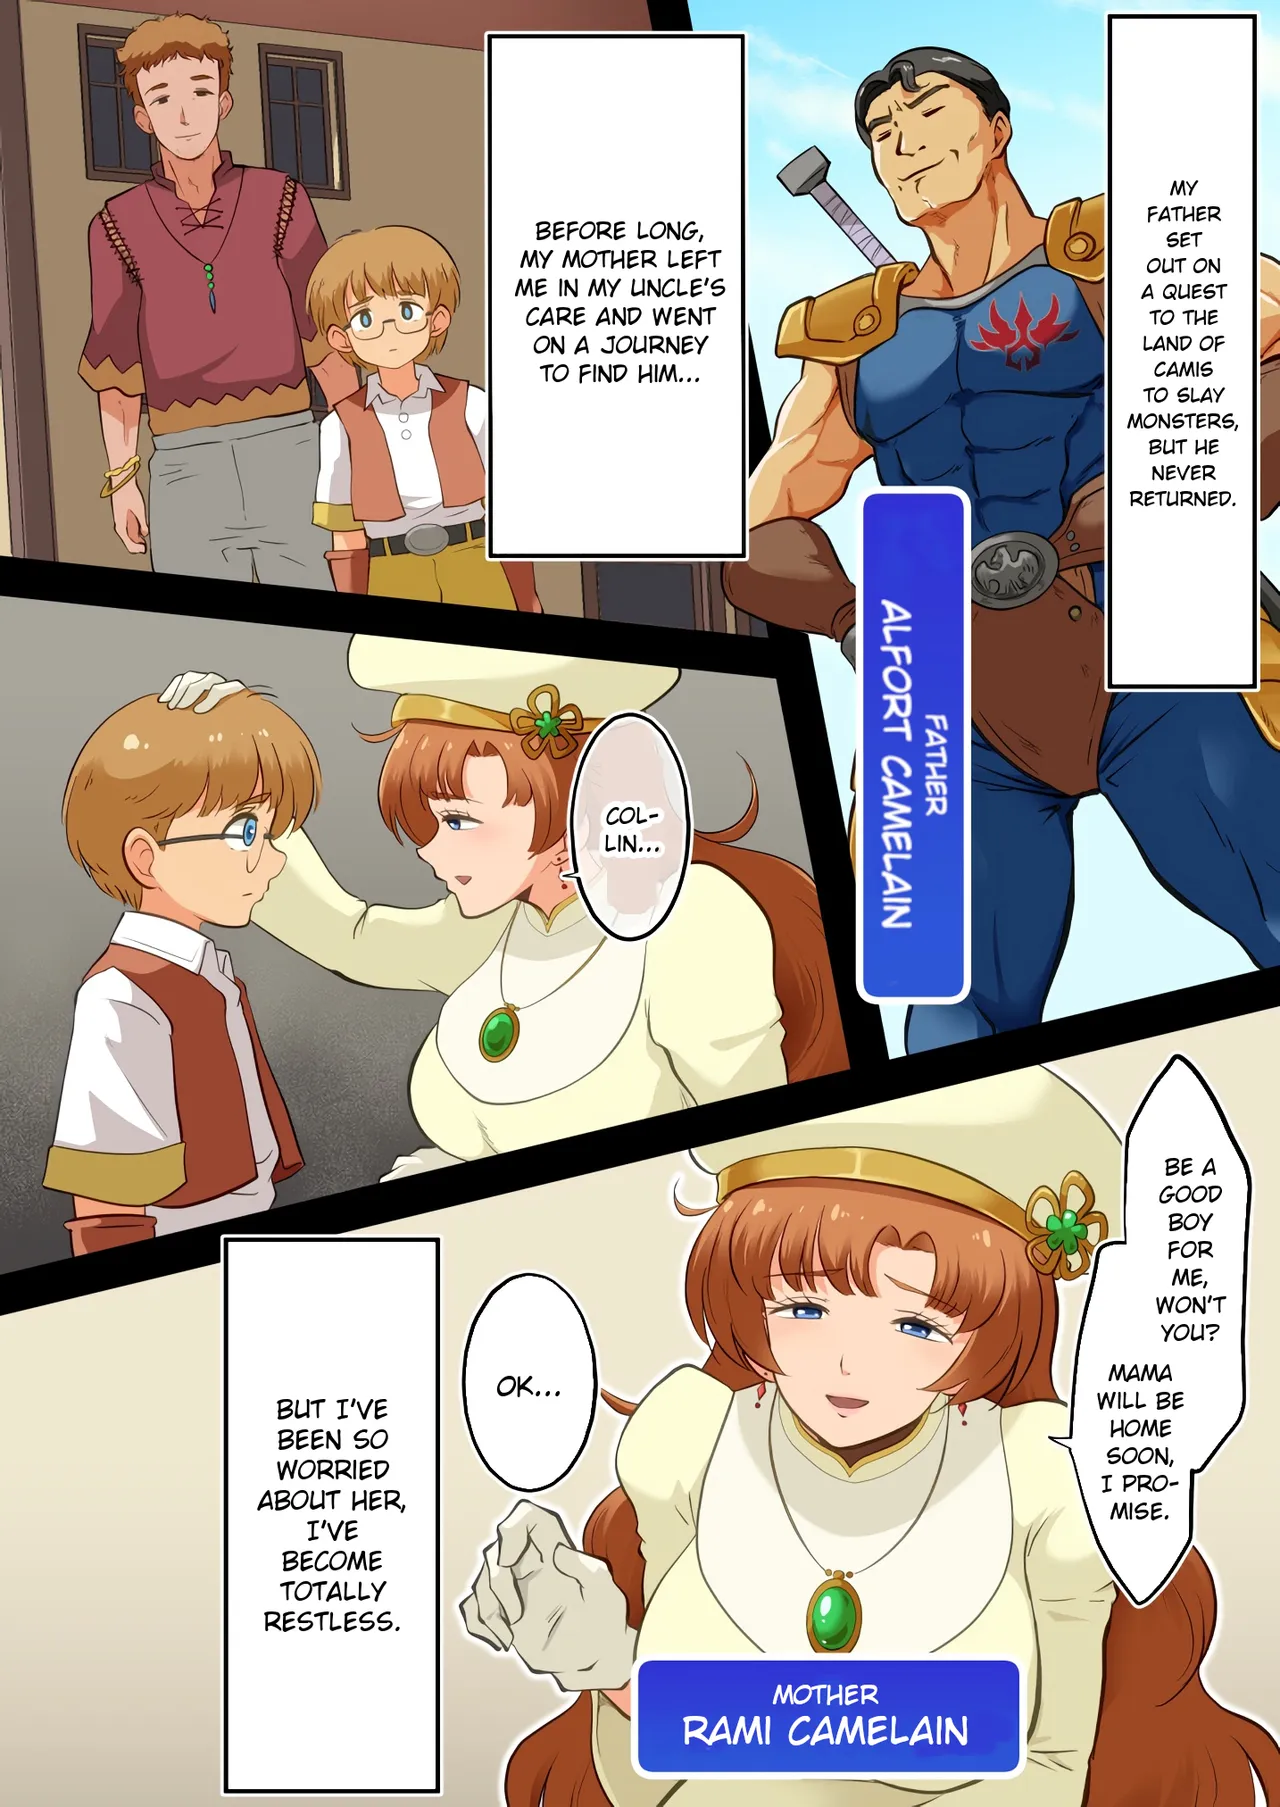 MY
FATHER
SET
OUT ON
A QUEST
TO THE
LAND OF
CAMIS
TO SLAY
MONSTERS,
BUT HE
NEVER
RETURNED.
FATHER
ALFORT CAMELAIN
BEFORE LONG,
MY MOTHER LEFT
ME IN MY UNCLE'S
CARE AND WENT
ON A JOURNEY
TO FIND HIM...
COL-
LIN...
BE A
GOOD
BOY
FOR
ME,
WON'T
YOU?
MAMA
WILL BE
HOME
SOON,
I PRO-
MISE.
OK...
MOTHER
RAMI CAMELAIN
BUT I'VE
BEEN SO
WORRIED
ABOUT HER,
I'VE
BECOME
TOTALLY
RESTLESS.